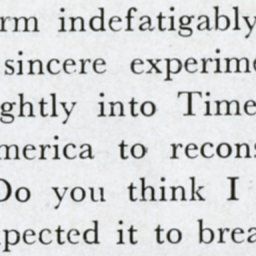 rm indefatigably
sincere experime
ghtly into Time
merica to recons
Do you think I
pected it to brea